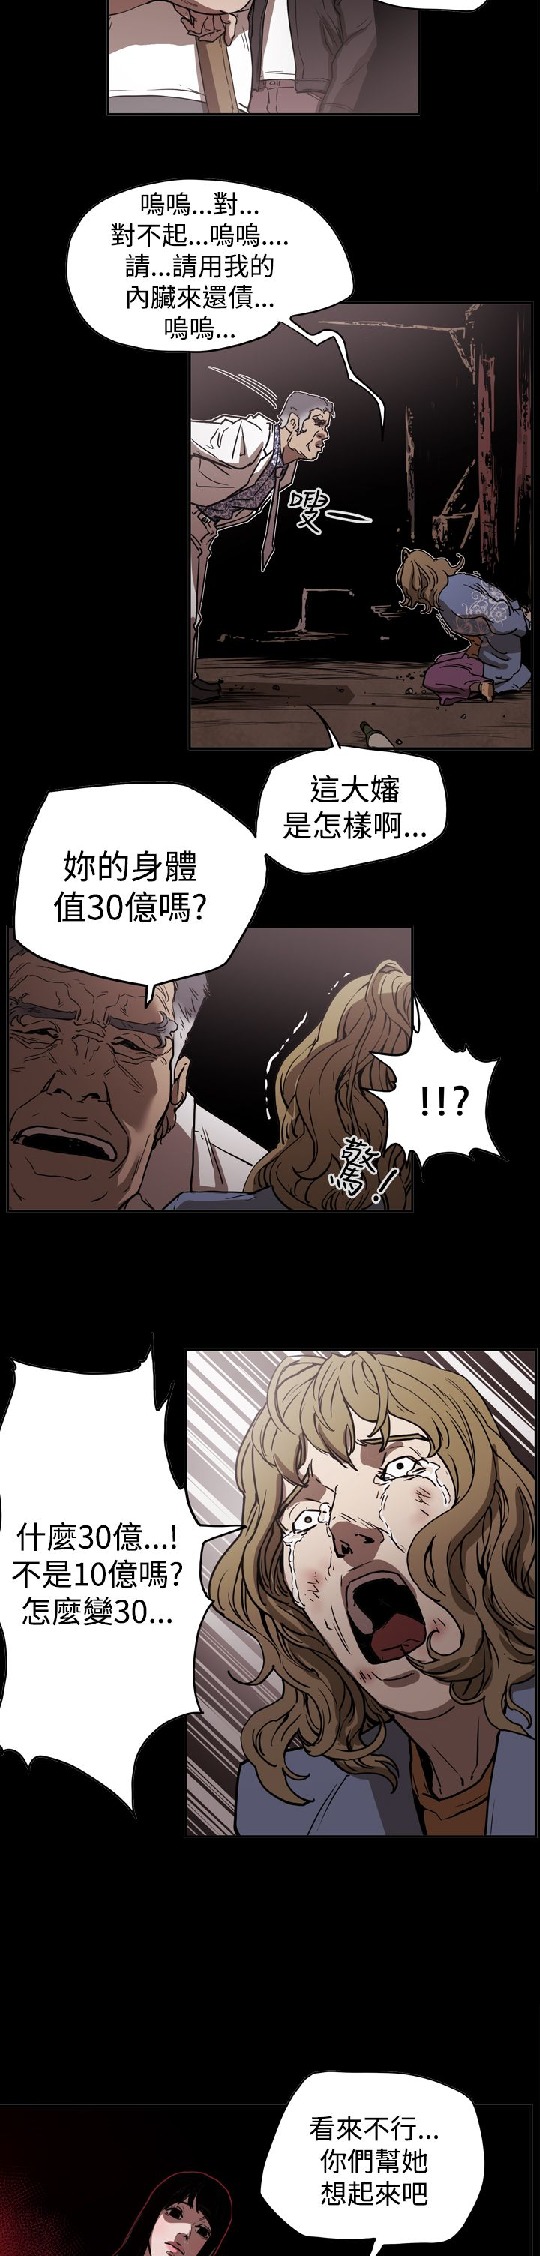 嗚嗚...對...
對不起...嗚嗚....
請...請用我的
內臟來還債...
嗚嗚...
嗖
這大嬸
是怎樣啊...
妳的身體
值30億嗎?
!!?
驚!
什麼30億...!
不是10億嗎?
怎麼變30...
看來不行...
你們幫她
想起來吧